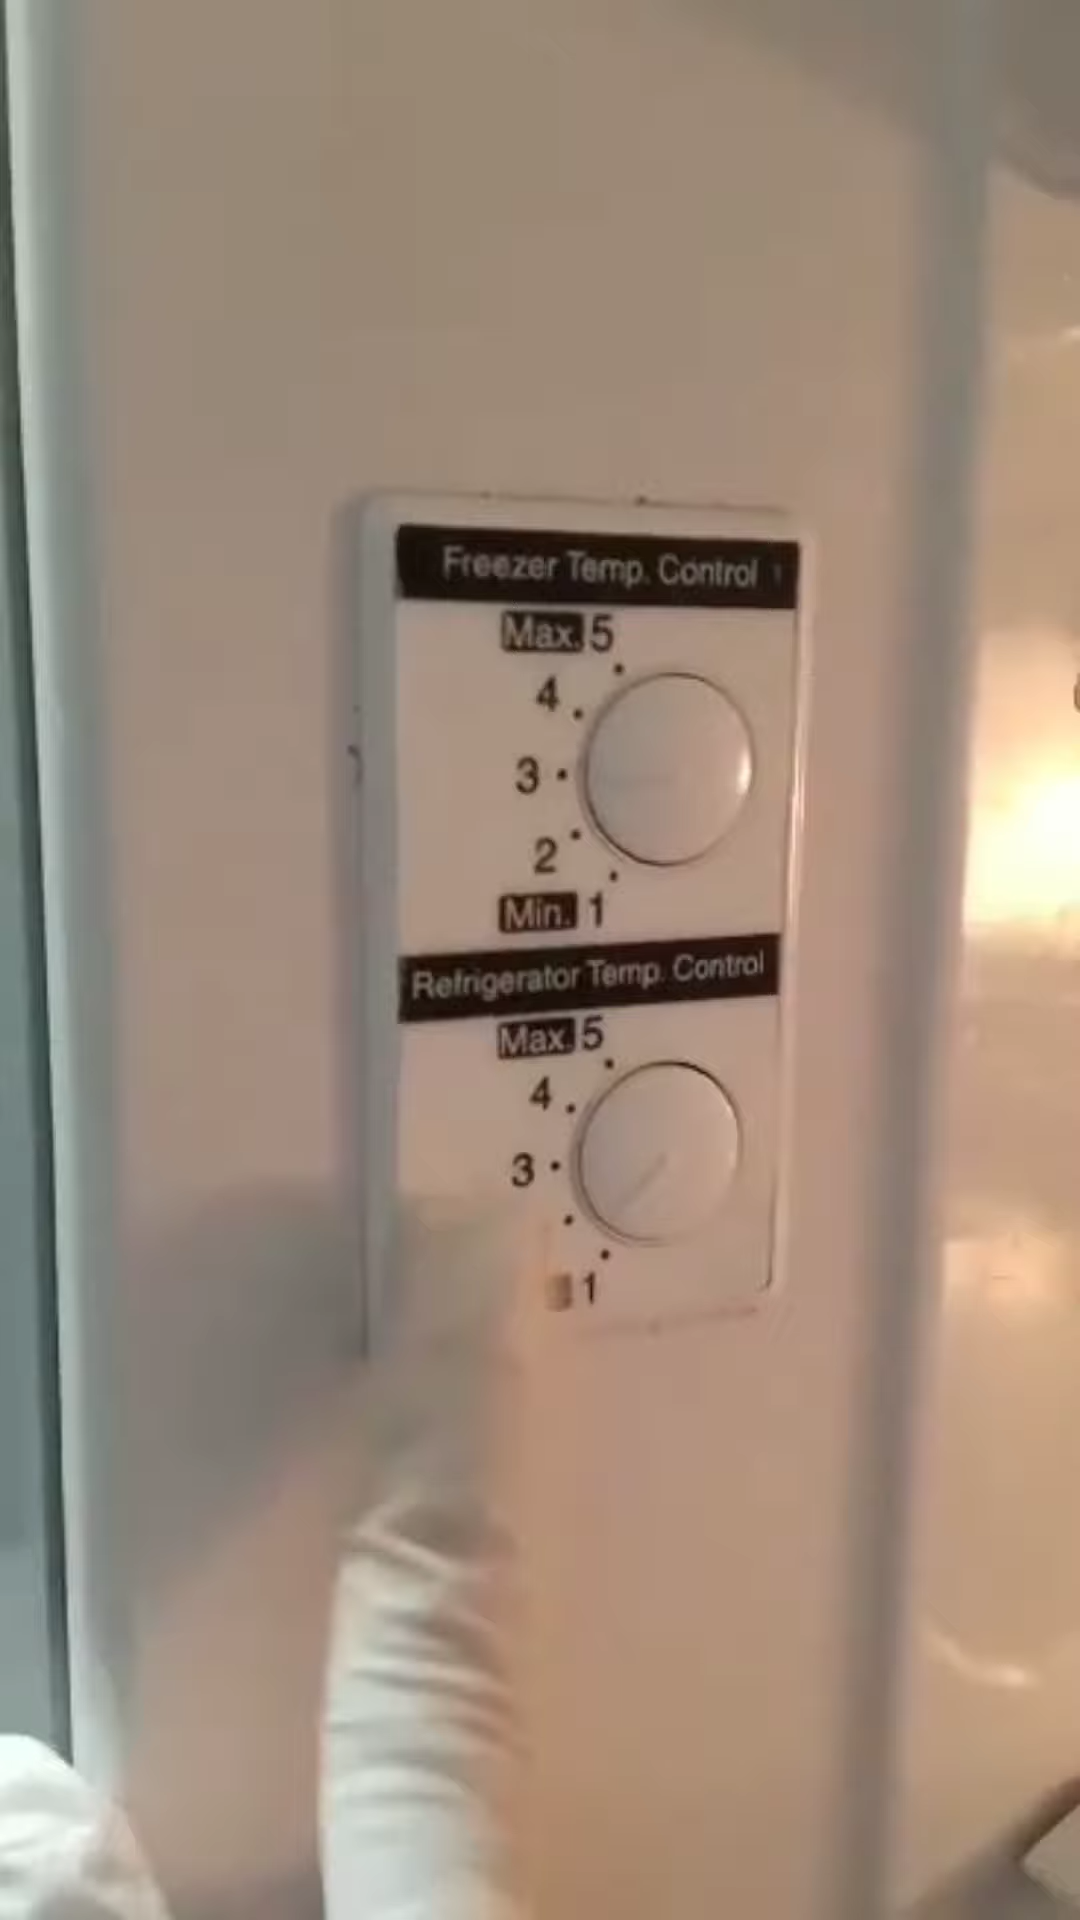 Freezer Temp. Control
Max. 5
4
3
2
Min. 1
Refrigerator Temp. Control
Max. 5
4
3
1